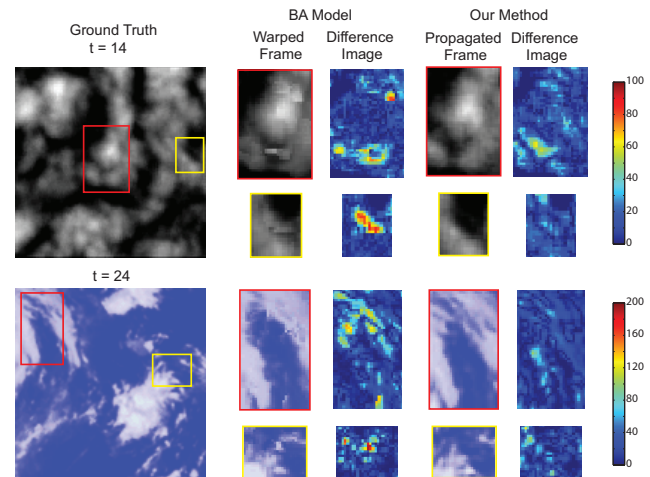 BA Model
Our Method
Ground Truth
t = 14
Warped
Frame
Difference
Image
Propagated
Frame
Difference
Image
100
80
60
40
20
0
t = 24
200
160
120
80
40
0